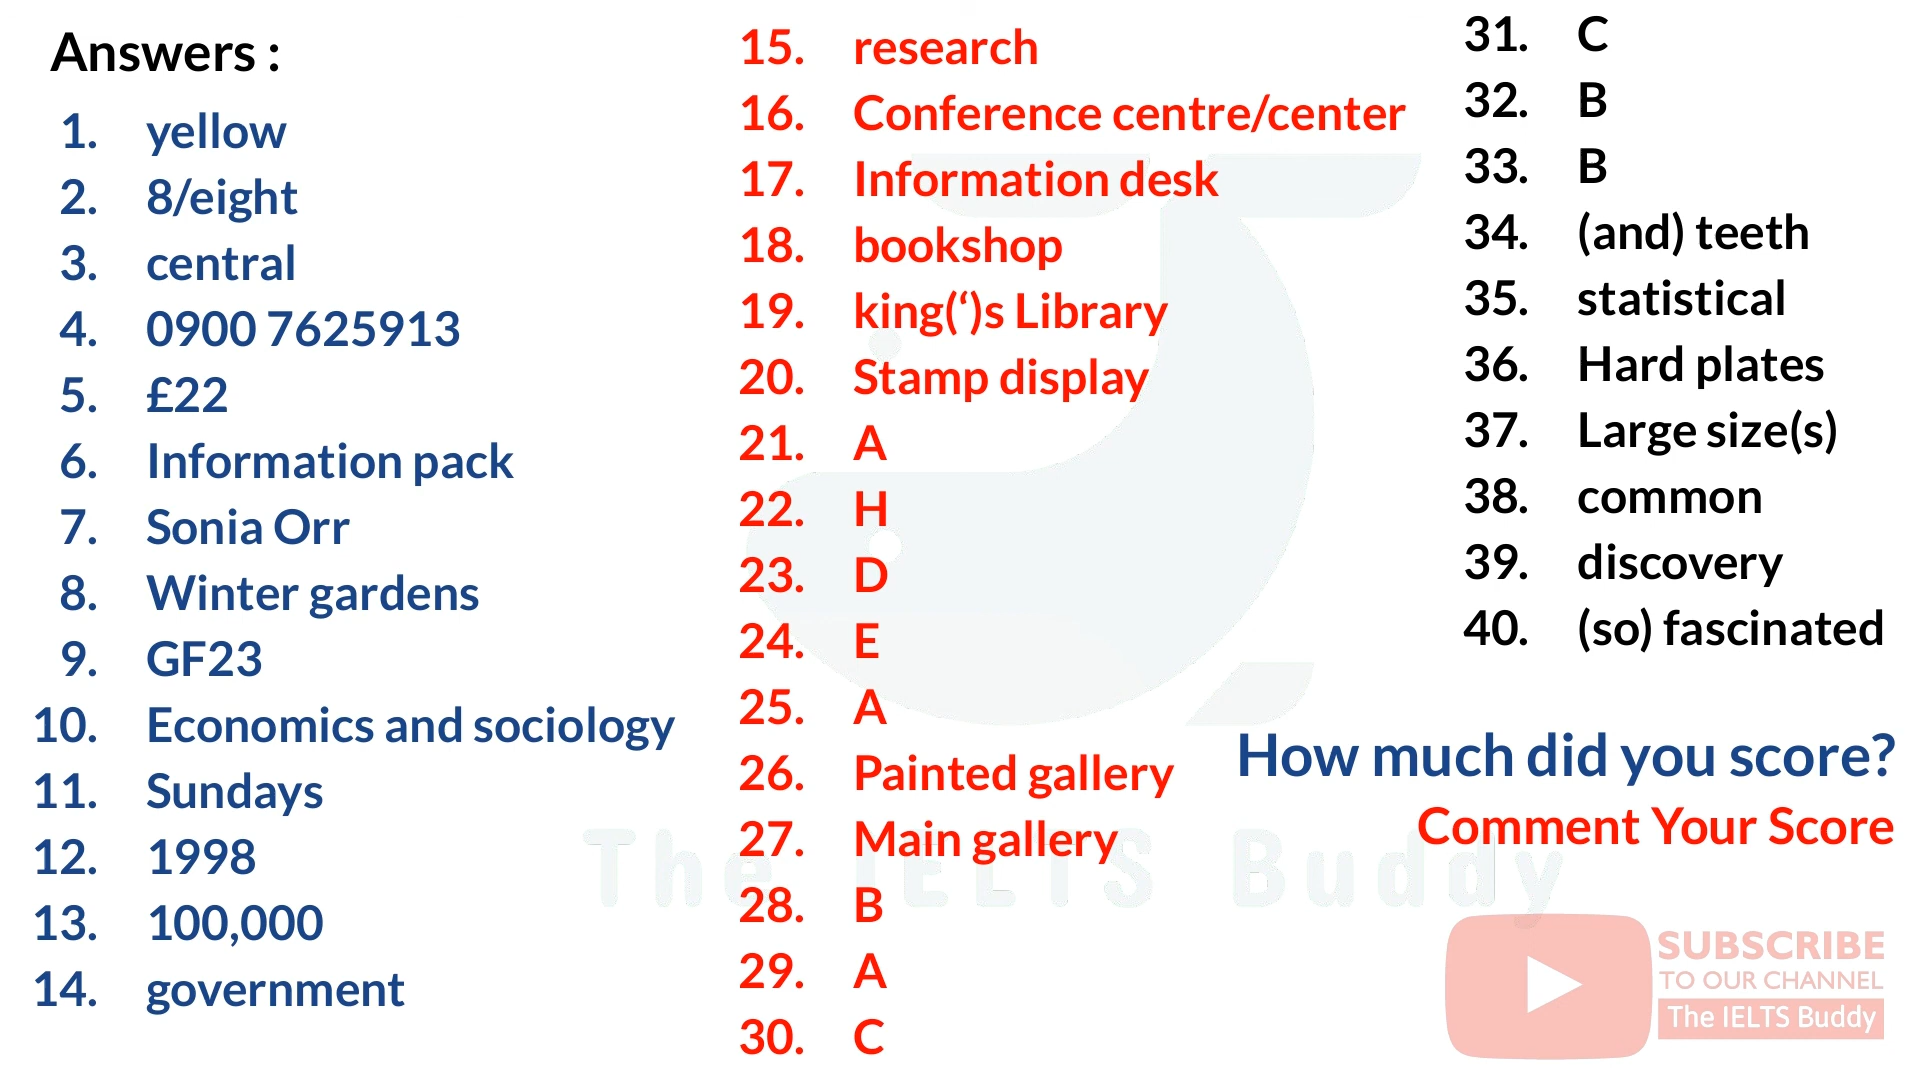 Answers :
1. yellow
2. 8/eight
3. central
4. 0900 7625913
5. £22
6. Information pack
7. Sonia Orr
8. Winter gardens
9. GF23
10. Economics and sociology
11. Sundays
12. 1998
13. 100,000
14. government
15. research
16. Conference centre/center
17. Information desk
18. bookshop
19. king(‘)s Library
20. Stamp display
21. A
22. H
23. D
24. E
25. A
26. Painted gallery
27. Main gallery
28. B
29. A
30. C
31. C
32. B
33. B
34. (and) teeth
35. statistical
36. Hard plates
37. Large size(s)
38. common
39. discovery
40. (so) fascinated
How much did you score?
Comment Your Score
The IELTS Buddy
SUBSCRIBE
TO OUR CHANNEL
The IELTS Buddy